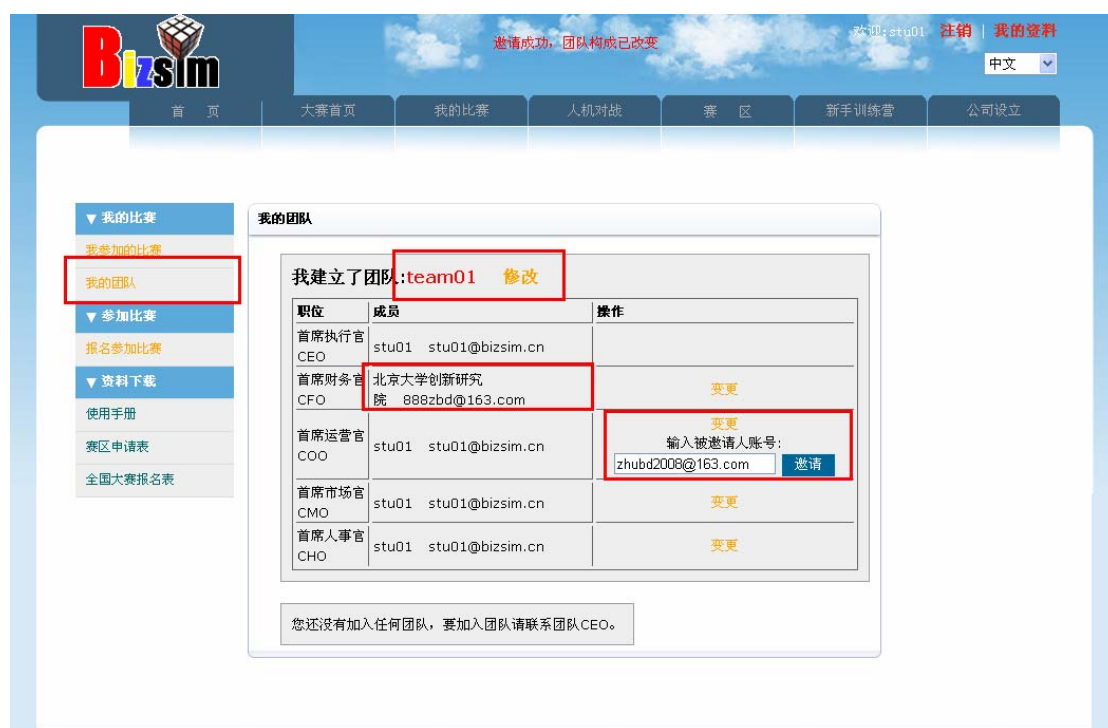 Bizsim
邀请成功，团队构成已改变
欢迎:stu01 注销 | 我的资料
中文
首 页 大赛首页 我的比赛 人机对战 赛 区 新手训练营 公司设立
▼ 我的比赛
我参加的比赛
我的团队
▼ 参加比赛
报名参加比赛
▼ 资料下载
使用手册
赛区申请表
全国大赛报名表
我的团队
我建立了团队:team01 修改
职位 成员 操作
首席执行官
CEO
stu01 stu01@bizsim.cn
首席财务官
CFO
北京大学创新研究
院 888zbd@163.com
变更
首席运营官
COO
stu01 stu01@bizsim.cn
变更
输入被邀请人账号:
zhubd2008@163.com 邀请
首席市场官
CMO
stu01 stu01@bizsim.cn
变更
首席人事官
CHO
stu01 stu01@bizsim.cn
变更
您还没有加入任何团队，要加入团队请联系团队CEO。